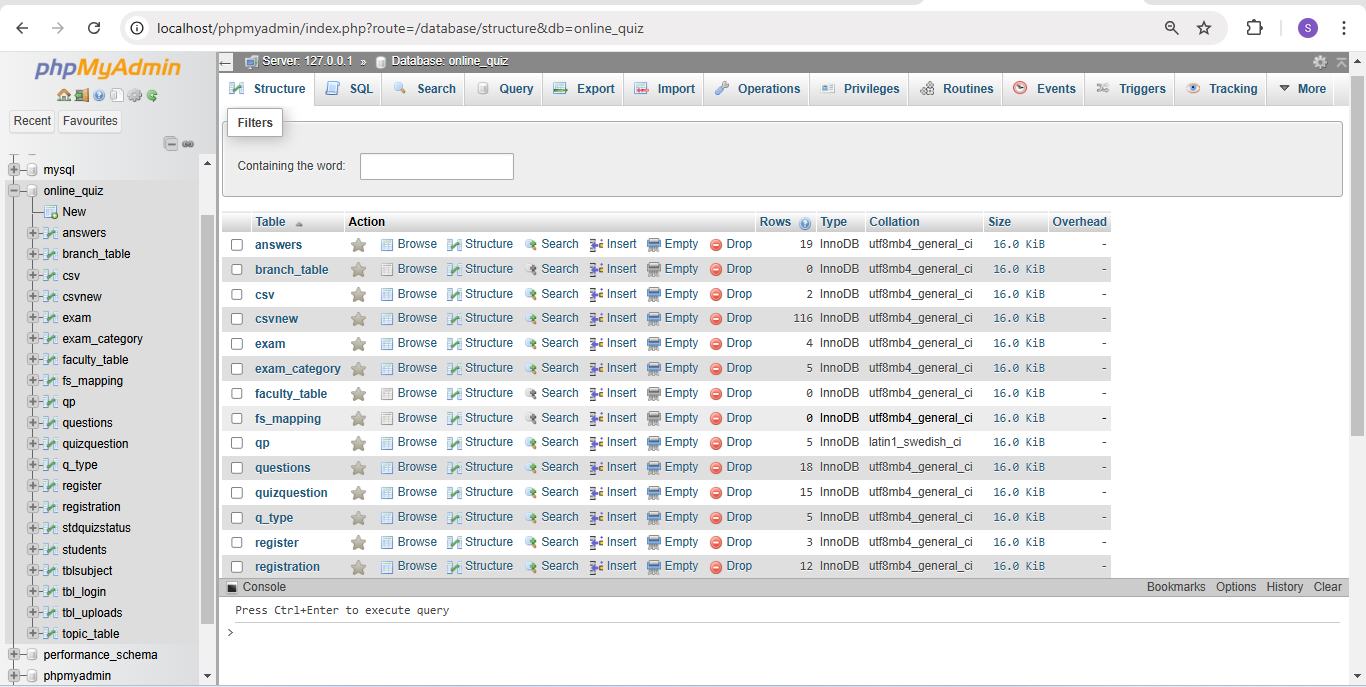 localhost/phpmyadmin/index.php?route=/database/structure&db=online_quiz
S
phpMyAdmin
Recent Favourites
mysql
online_quiz
New
answers
branch_table
csv
csvnew
exam
exam_category
faculty_table
fs_mapping
qp
questions
quizquestion
q_type
register
registration
stdquizstatus
students
tblsubject
tbl_login
tbl_uploads
topic_table
performance_schema
phpmyadmin
Server: 127.0.0.1 » Database: online_quiz
Structure SQL Search Query Export Import Operations Privileges Routines Events Triggers Tracking More
Filters
Containing the word:
Table Action Rows Type Collation Size Overhead
answers Browse Structure Search Insert Empty Drop 19 InnoDB utf8mb4_general_ci 16.0 KiB -
branch_table Browse Structure Search Insert Empty Drop 0 InnoDB utf8mb4_general_ci 16.0 KiB -
csv Browse Structure Search Insert Empty Drop 2 InnoDB utf8mb4_general_ci 16.0 KiB -
csvnew Browse Structure Search Insert Empty Drop 116 InnoDB utf8mb4_general_ci 16.0 KiB -
exam Browse Structure Search Insert Empty Drop 4 InnoDB utf8mb4_general_ci 16.0 KiB -
exam_category Browse Structure Search Insert Empty Drop 5 InnoDB utf8mb4_general_ci 16.0 KiB -
faculty_table Browse Structure Search Insert Empty Drop 0 InnoDB utf8mb4_general_ci 16.0 KiB -
fs_mapping Browse Structure Search Insert Empty Drop 0 InnoDB utf8mb4_general_ci 16.0 KiB -
qp Browse Structure Search Insert Empty Drop 5 InnoDB latin1_swedish_ci 16.0 KiB -
questions Browse Structure Search Insert Empty Drop 18 InnoDB utf8mb4_general_ci 16.0 KiB -
quizquestion Browse Structure Search Insert Empty Drop 15 InnoDB utf8mb4_general_ci 16.0 KiB -
q_type Browse Structure Search Insert Empty Drop 5 InnoDB utf8mb4_general_ci 16.0 KiB -
register Browse Structure Search Insert Empty Drop 3 InnoDB utf8mb4_general_ci 16.0 KiB -
registration Browse Structure Search Insert Empty Drop 12 InnoDB utf8mb4_general_ci 16.0 KiB -
Console Bookmarks Options History Clear
Press Ctrl+Enter to execute query
>